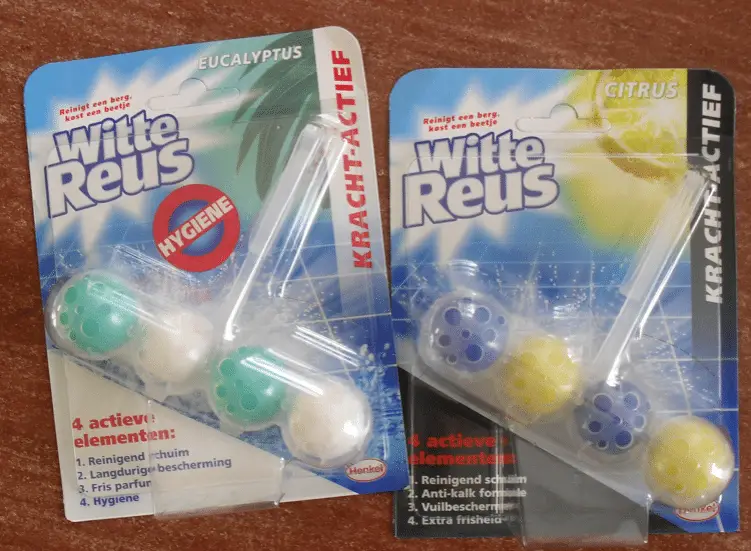 EUCALYPTUS
Reinigt een berg,
kost een beetje
Witte
Reus
KRACHT-ACTIEF
HYGIENE
4 actieve
elementen:
1. Reinigend schuim
2. Langdurige bescherming
3. Fris parfum
4. Hygiene
Henkel
CITRUS
Reinigt een berg,
kost een beetje
Witte
Reus
KRACHT-ACTIEF
4 actieve
elementen:
1. Reinigend schuim
2. Anti-kalk formule
3. Vuilbescherming
4. Extra frisheid
Henkel